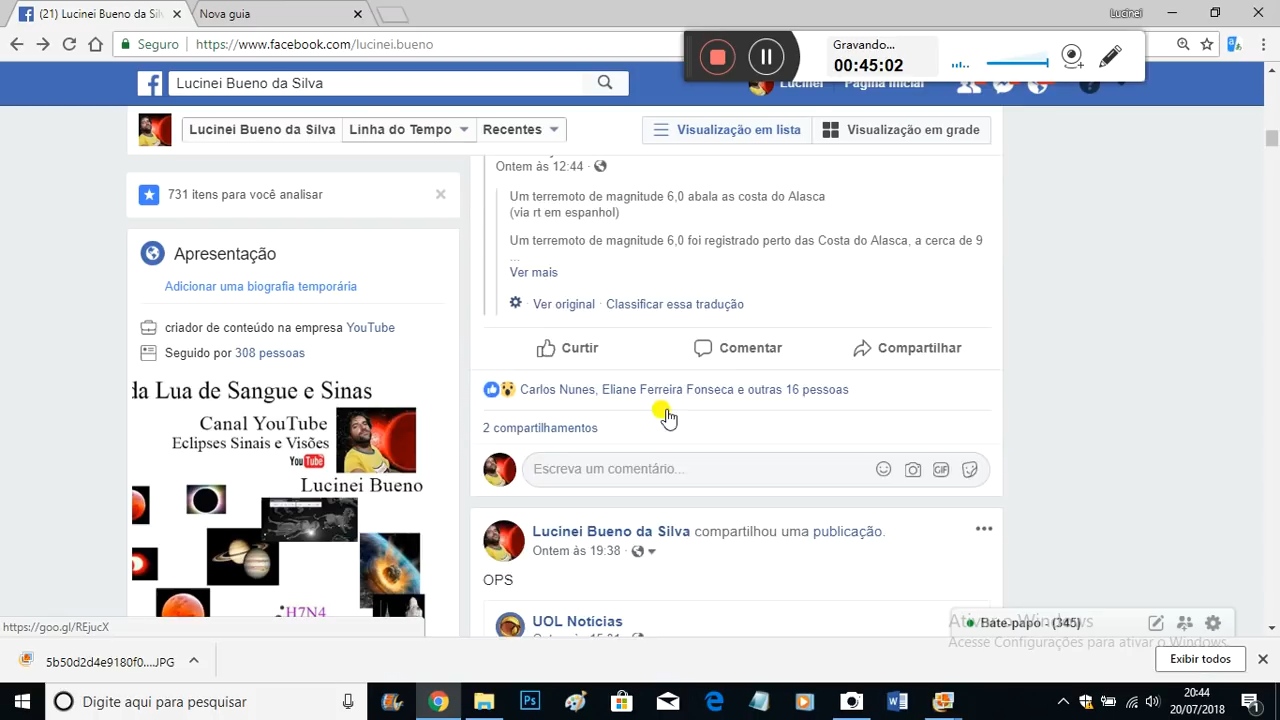 (21) Lucinei Bueno da S
Nova guia
Lucinei
Seguro
https://www.facebook.com/lucinei.bueno
Gravando...
00:45:02
Lucinei Bueno da Silva
Lucinei
Página inicial
Lucinei Bueno da Silva
Linha do Tempo
Recentes
Visualização em lista
Visualização em grade
Ontem às 12:44
731 itens para você analisar
Um terremoto de magnitude 6,0 abala as costa do Alasca
(via rt em espanhol)
Um terremoto de magnitude 6,0 foi registrado perto das Costa do Alasca, a cerca de 9
...
Ver mais
Ver original · Classificar essa tradução
Apresentação
Adicionar uma biografia temporária
criador de conteúdo na empresa YouTube
Seguido por 308 pessoas
Curtir
Comentar
Compartilhar
Carlos Nunes, Eliane Ferreira Fonseca e outras 16 pessoas
2 compartilhamentos
Escreva um comentário...
GIF
da Lua de Sangue e Sinas
Canal YouTube
Eclipses Sinais e Visões
YouTube
Lucinei Bueno
H7N4
Lucinei Bueno da Silva compartilhou uma publicação.
Ontem às 19:38
OPS
UOL Notícias
Bate-papo (345)
Acesse Configurações para ativar o Windows.
https://goo.gl/REjucX
5b50d2d4e9180f0....JPG
Exibir todos
Digite aqui para pesquisar
20:44
20/07/2018